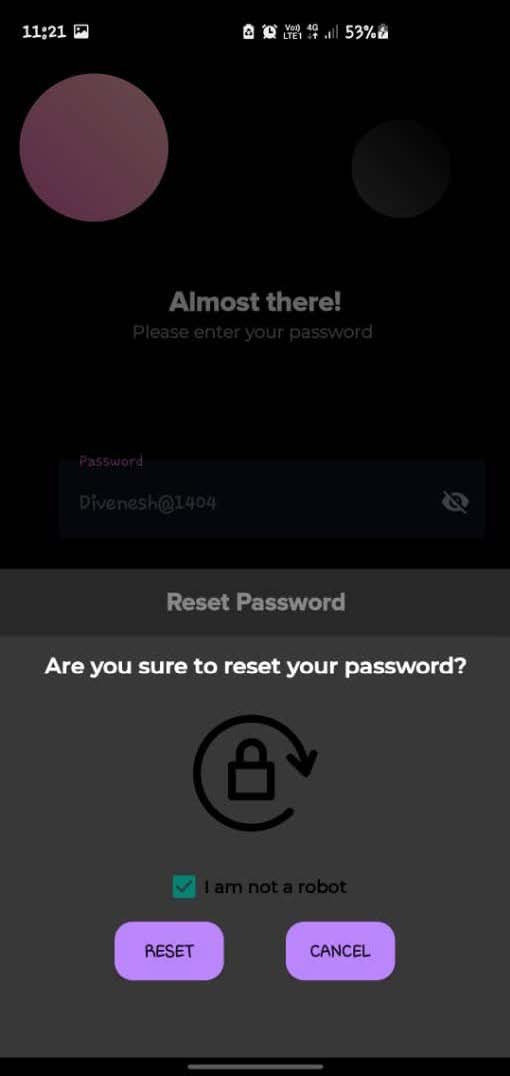 11:21
Vo)) 4G
LTE1 53%
Almost there!
Please enter your password
Password
Divenesh@1404
Reset Password
Are you sure to reset your password?
I am not a robot
RESET CANCEL